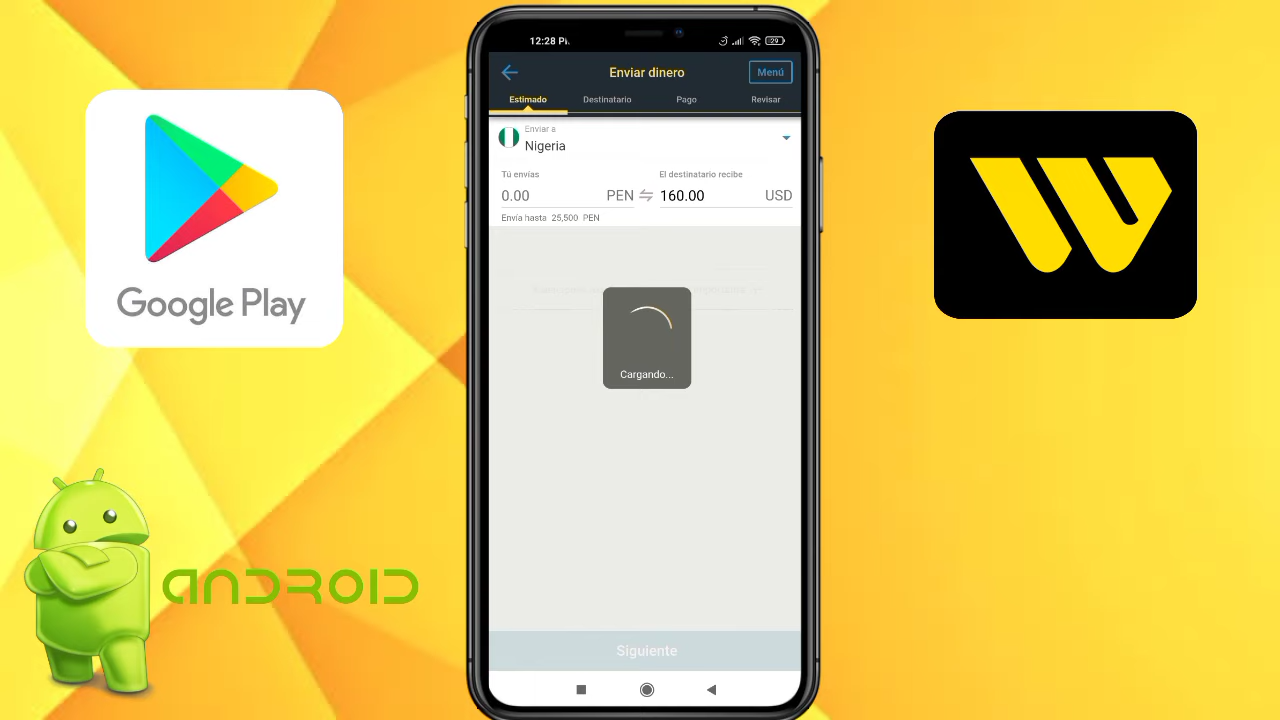 12:28 P
29
Enviar dinero
Menú
Estimado
Destinatario
Pago
Revisar
Enviar a
Nigeria
Tú envías
El destinatario recibe
0.00
PEN
160.00
USD
Envía hasta 25,500 PEN
Cargando...
Siguiente
Google Play
W
ANDROID